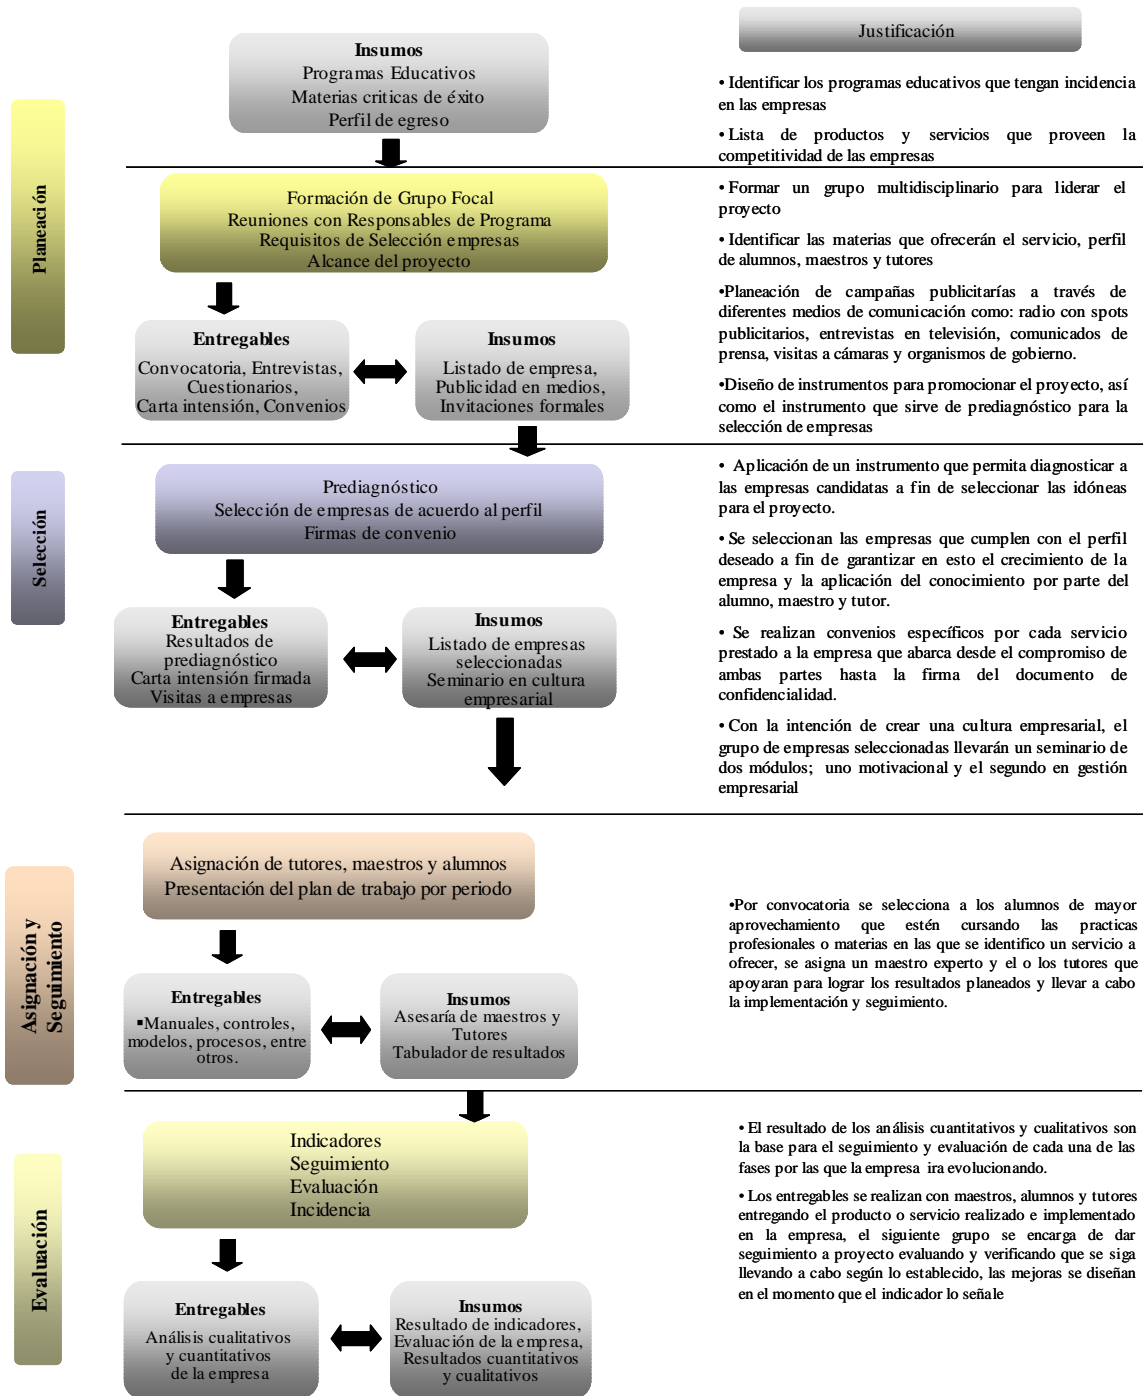 Justificación
Insumos
Programas Educativos
Materias criticas de éxito
Perfil de egreso
• Identificar los programas educativos que tengan incidencia
en las empresas
• Lista de productos y servicios que proveen la
competitividad de las empresas
Planeación
Formación de Grupo Focal
Reuniones con Responsables de Programa
Requisitos de Selección empresas
Alcance del proyecto
Entregables
Convocatoria, Entrevistas,
Cuestionarios,
Carta intensión, Convenios
Insumos
Listado de empresa,
Publicidad en medios,
Invitaciones formales
• Formar un grupo multidisciplinario para liderar el
proyecto
• Identificar las materias que ofrecerán el servicio, perfil
de alumnos, maestros y tutores
•Planeación de campañas publicitarías a través de
diferentes medios de comunicación como: radio con spots
publicitarios, entrevistas en televisión, comunicados de
prensa, visitas a cámaras y organismos de gobierno.
•Diseño de instrumentos para promocionar el proyecto, así
como el instrumento que sirve de prediagnóstico para la
selección de empresas
Selección
Prediagnóstico
Selección de empresas de acuerdo al perfil
Firmas de convenio
Entregables
Resultados de
prediagnóstico
Carta intensión firmada
Visitas a empresas
Insumos
Listado de empresas
seleccionadas
Seminario en cultura
empresarial
• Aplicación de un instrumento que permita diagnosticar a
las empresas candidatas a fin de seleccionar las idóneas
para el proyecto.
• Se seleccionan las empresas que cumplen con el perfil
deseado a fin de garantizar en esto el crecimiento de la
empresa y la aplicación del conocimiento por parte del
alumno, maestro y tutor.
• Se realizan convenios específicos por cada servicio
prestado a la empresa que abarca desde el compromiso de
ambas partes hasta la firma del documento de
confidencialidad.
• Con la intención de crear una cultura empresarial, el
grupo de empresas seleccionadas llevarán un seminario de
dos módulos; uno motivacional y el segundo en gestión
empresarial
Asignación y
Seguimiento
Asignación de tutores, maestros y alumnos
Presentación del plan de trabajo por periodo
Entregables
▪Manuales, controles,
modelos, procesos, entre
otros.
Insumos
Asesaría de maestros y
Tutores
Tabulador de resultados
•Por convocatoria se selecciona a los alumnos de mayor
aprovechamiento que estén cursando las practicas
profesionales o materias en las que se identifico un servicio a
ofrecer, se asigna un maestro experto y el o los tutores que
apoyaran para lograr los resultados planeados y llevar a cabo
la implementación y seguimiento.
Evaluación
Indicadores
Seguimiento
Evaluación
Incidencia
Entregables
Análisis cualitativos
y cuantitativos
de la empresa
Insumos
Resultado de indicadores,
Evaluación de la empresa,
Resultados cuantitativos
y cualitativos
• El resultado de los análisis cuantitativos y cualitativos son
la base para el seguimiento y evaluación de cada una de las
fases por las que la empresa ira evolucionando.
• Los entregables se realizan con maestros, alumnos y tutores
entregando el producto o servicio realizado e implementado
en la empresa, el siguiente grupo se encarga de dar
seguimiento a proyecto evaluando y verificando que se siga
llevando a cabo según lo establecido, las mejoras se diseñan
en el momento que el indicador lo señale